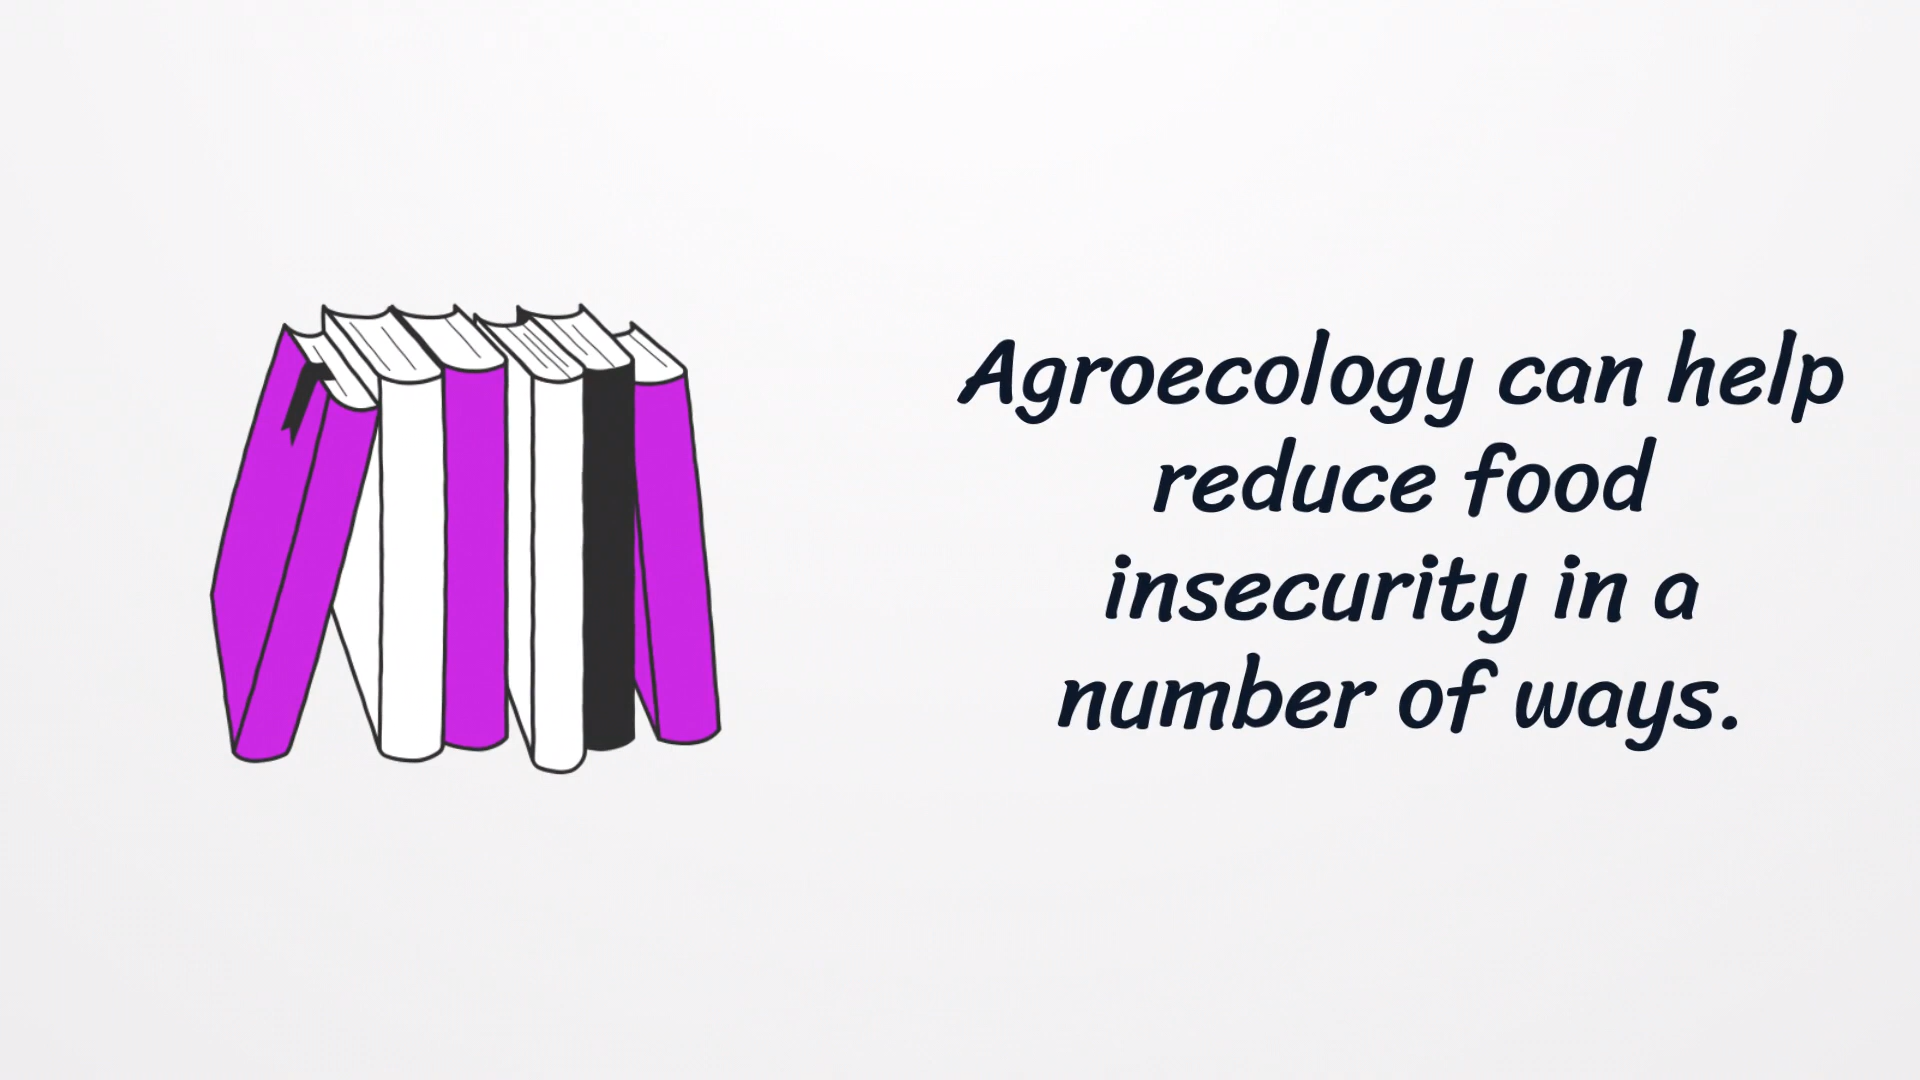 Agroecology can help
reduce food
insecurity in a
number of ways.